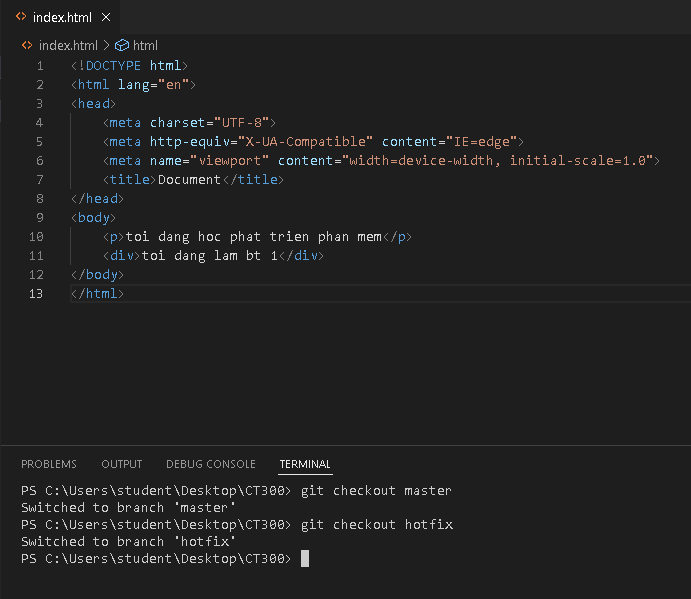 index.html
index.html > html
1 <!DOCTYPE html>
2 <html lang="en">
3 <head>
4     <meta charset="UTF-8">
5     <meta http-equiv="X-UA-Compatible" content="IE=edge">
6     <meta name="viewport" content="width=device-width, initial-scale=1.0">
7     <title>Document</title>
8 </head>
9 <body>
10     <p>toi dang hoc phat trien phan mem</p>
11     <div>toi dang lam bt 1</div>
12 </body>
13 </html>
PROBLEMS OUTPUT DEBUG CONSOLE TERMINAL
PS C:\Users\student\Desktop\CT300> git checkout master
Switched to branch 'master'
PS C:\Users\student\Desktop\CT300> git checkout hotfix
Switched to branch 'hotfix'
PS C:\Users\student\Desktop\CT300>